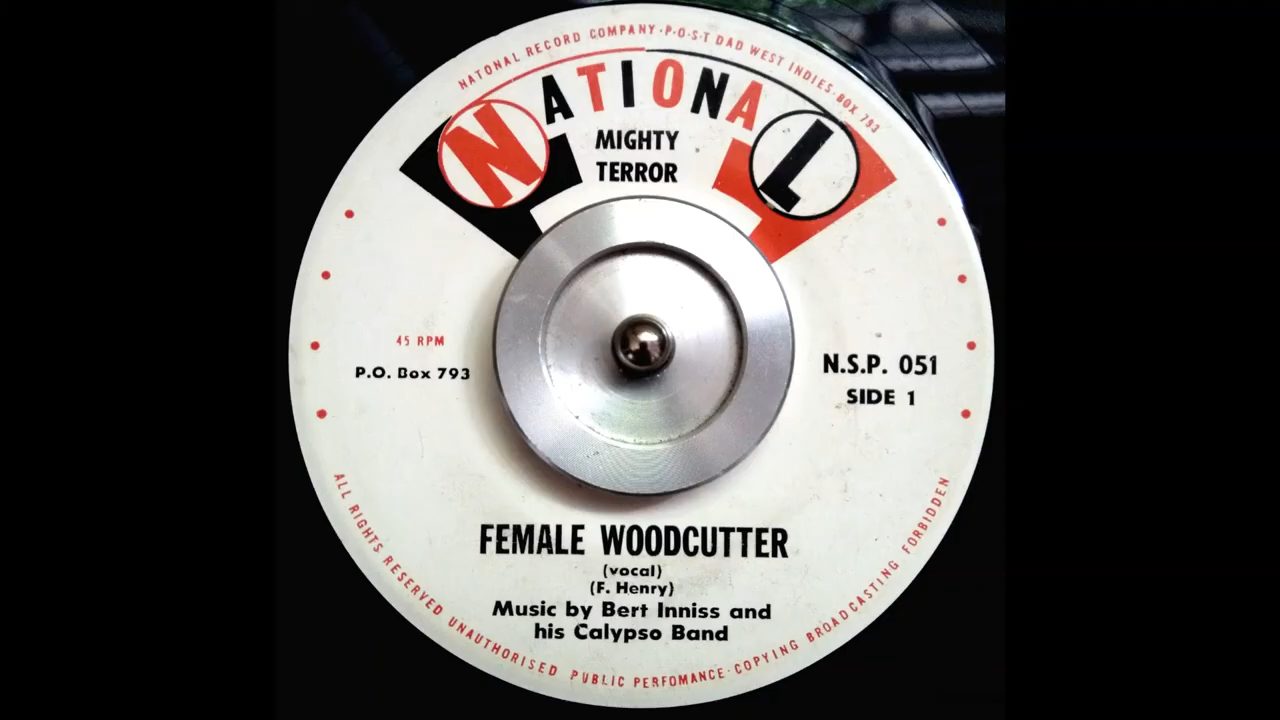 NATONAL RECORD COMPANY·P·O·S·T DAD WEST INDIES·BOX 793
NATIONAL
MIGHTY
TERROR
45 RPM
P.O. Box 793
N.S.P. 051
SIDE 1
FEMALE WOODCUTTER
(vocal)
(F. Henry)
Music by Bert Inniss and
his Calypso Band
ALL RIGHTS RESERVED UNAUTHORISED PUBLIC PERFOMANCE·COPYING BROADCASTING FORBIDDEN